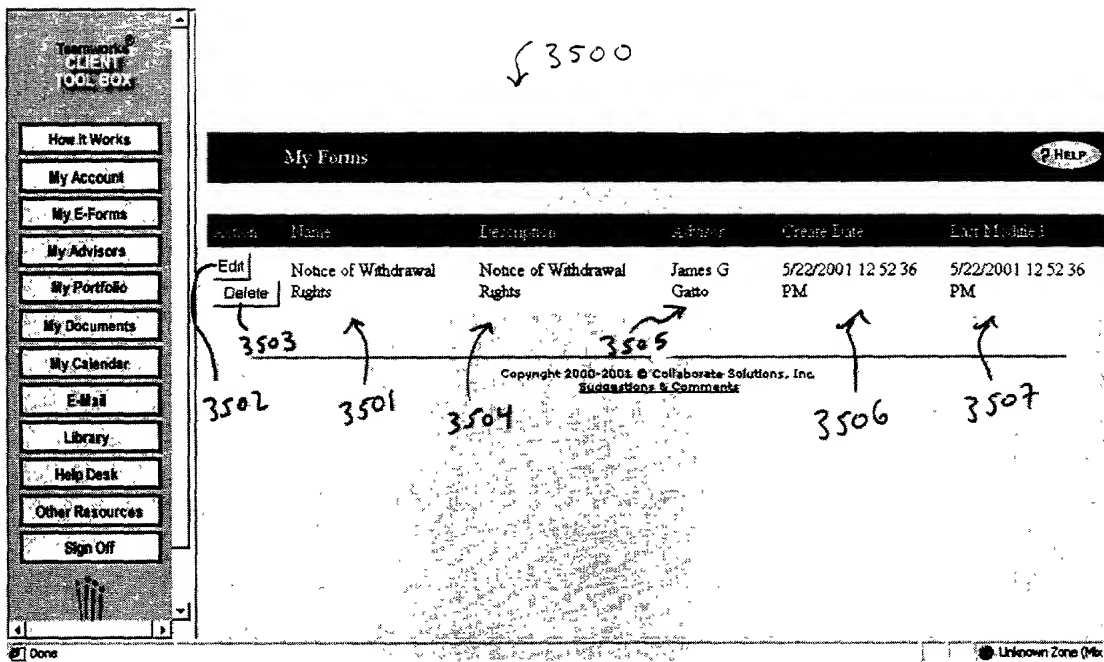 Teamworks®
CLIENT
TOOL BOX
How it Works
My Account
My E-Forms
My Advisors
My Portfolio
My Documents
My Calendar
E-Mail
Library
Help Desk
Other Resources
Sign Off
3500
My Forms
? HELP
Action Name Description Advisor Create Date Last Modified
Edit Notice of Withdrawal Notice of Withdrawal James G 5/22/2001 12 52 36 5/22/2001 12 52 36
Delete Rights Rights Gatto PM PM
3503 3505
Copyright 2000-2001 © Collaborate Solutions, Inc.
Suggestions & Comments
3502 3501 3504 3506 3507
Done Unknown Zone (Mix